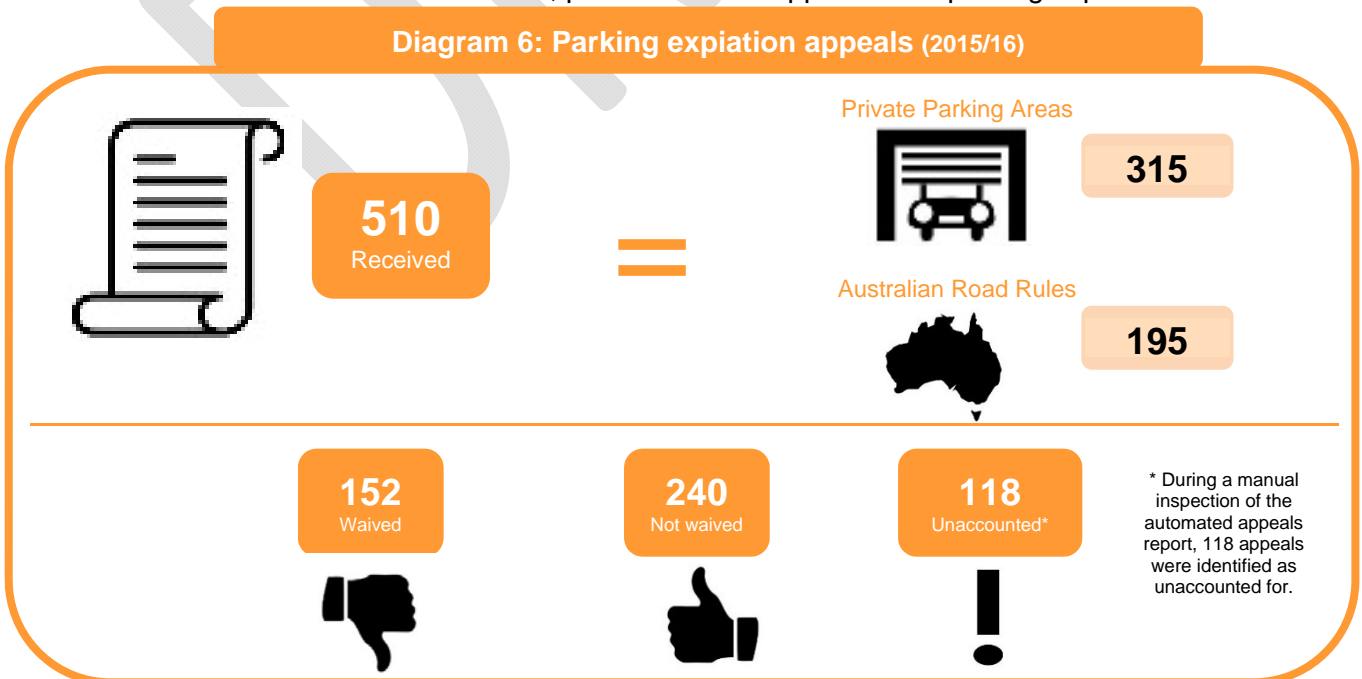 Diagram 6: Parking expiation appeals (2015/16)
Private Parking Areas
315
510
Received
=
Australian Road Rules
195
152
Waived
240
Not waived
118
Unaccounted*
* During a manual
inspection of the
automated appeals
report, 118 appeals
were identified as
unaccounted for.